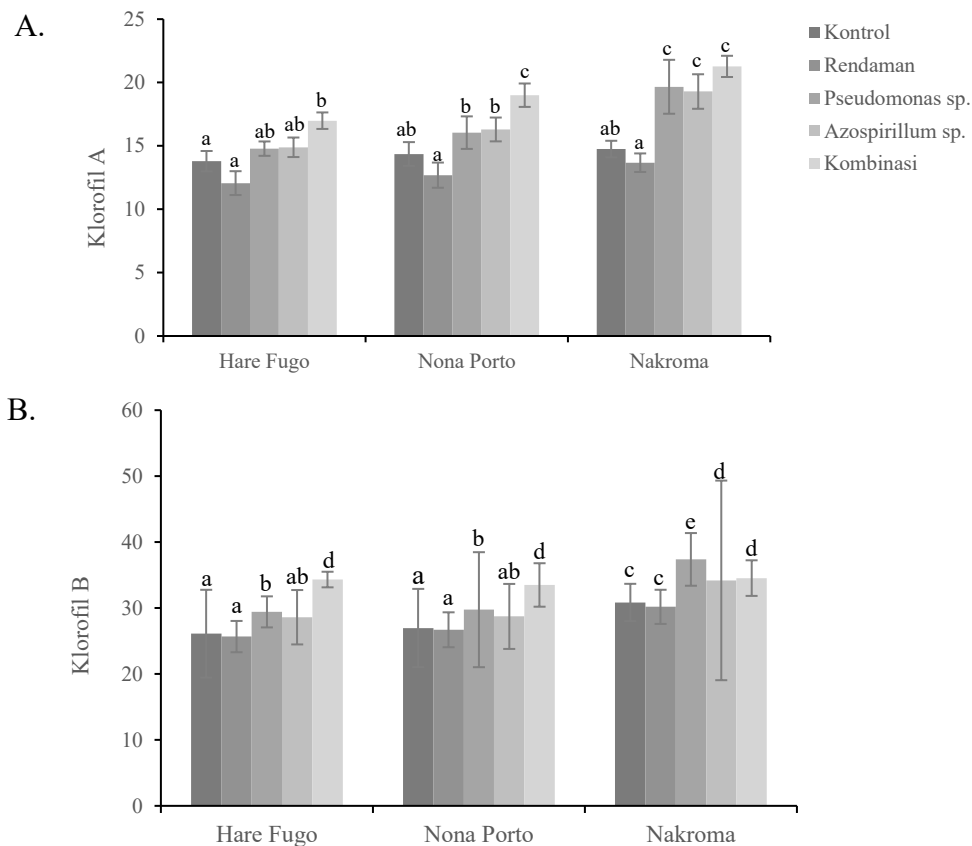 A.
Klorofil A
25
20
15
10
5
0
a a ab ab b
ab a b b c
ab a c c c
Hare Fugo Nona Porto Nakroma
Kontrol
Rendaman
Pseudomonas sp.
Azospirillum sp.
Kombinasi
B.
Klorofil B
60
50
40
30
20
10
0
a a b ab d
a a b ab d
c c e d d
Hare Fugo Nona Porto Nakroma